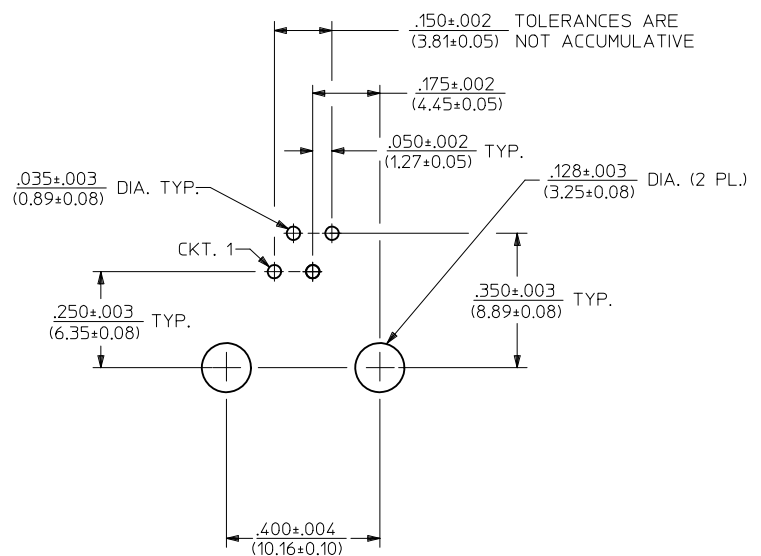 .150±.002 TOLERANCES ARE
(3.81±0.05) NOT ACCUMULATIVE
.175±.002
(4.45±0.05)
.050±.002 TYP.
(1.27±0.05)
.035±.003 DIA. TYP.
(0.89±0.08)
.128±.003 DIA. (2 PL.)
(3.25±0.08)
CKT. 1
.250±.003 TYP.
(6.35±0.08)
.350±.003 TYP.
(8.89±0.08)
.400±.004
(10.16±0.10)